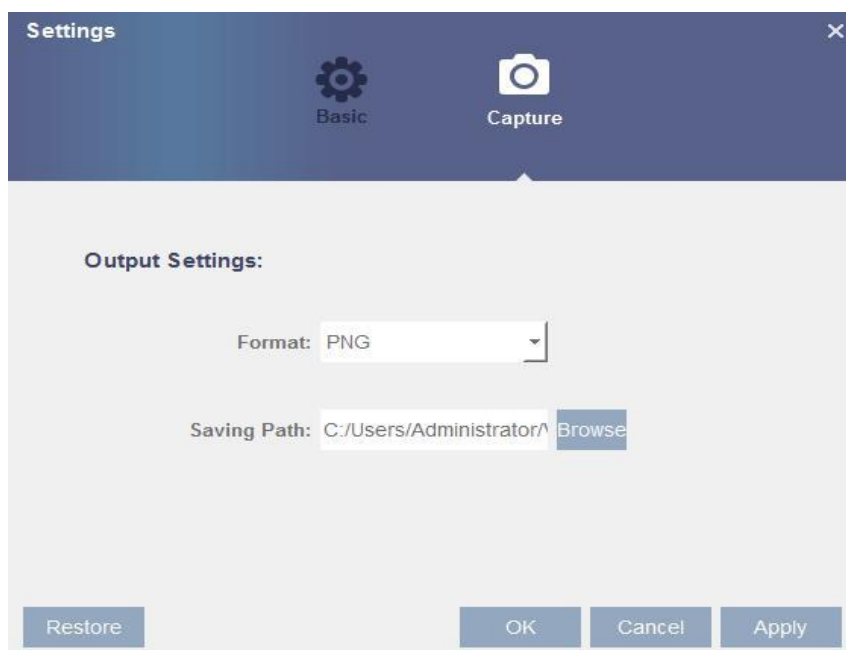 Settings
Basic
Capture
Output Settings:
Format: PNG
Saving Path: C:/Users/Administrator/ Browse
Restore OK Cancel Apply